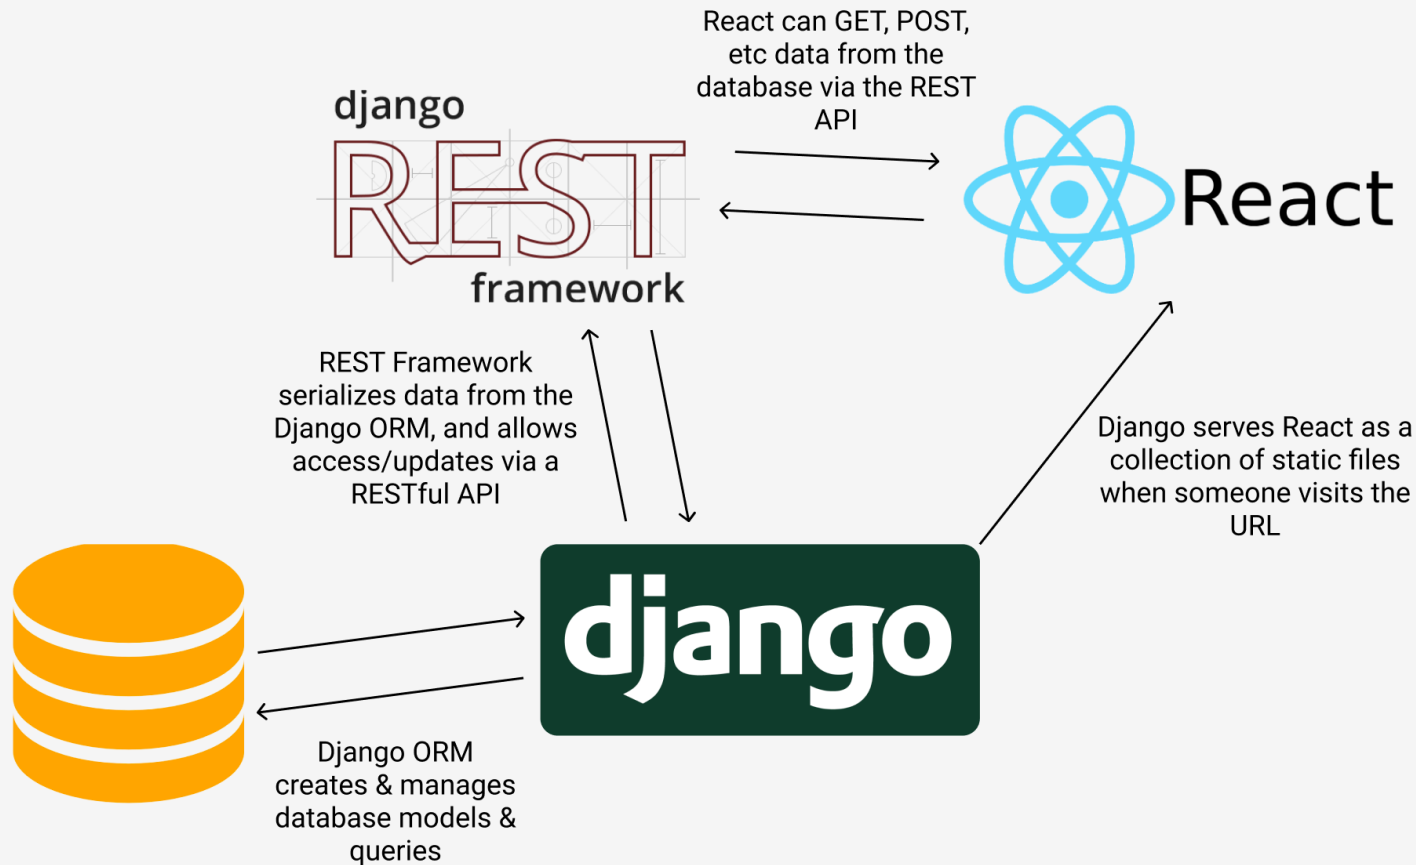 React can GET, POST,
etc data from the
database via the REST
API
django
REST
framework
React
REST Framework
serializes data from the
Django ORM, and allows
access/updates via a
RESTful API
Django serves React as a
collection of static files
when someone visits the
URL
django
Django ORM
creates & manages
database models &
queries